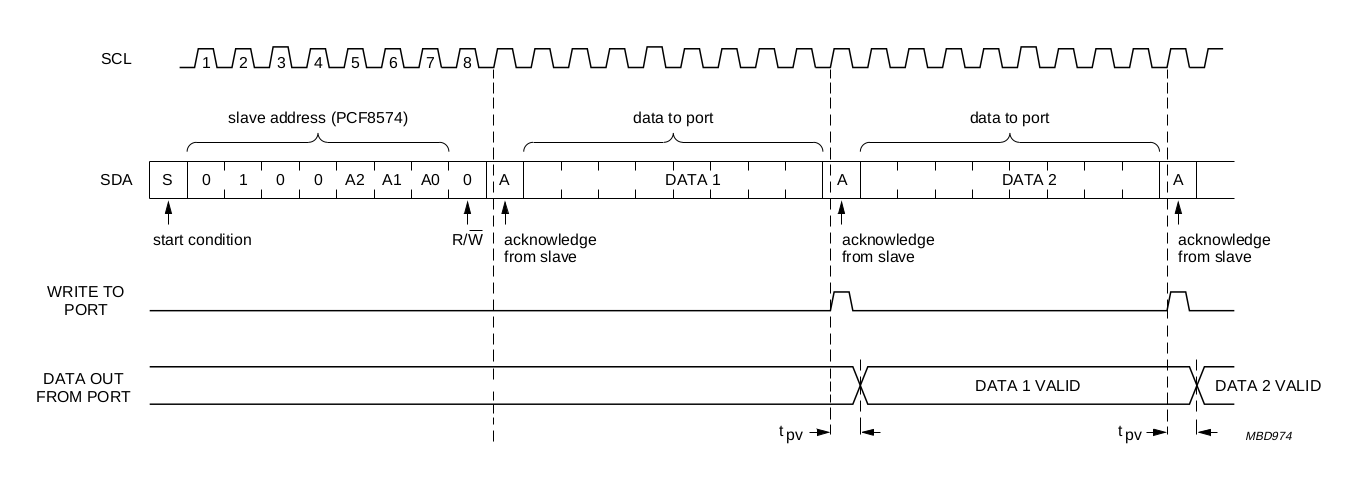 SCL
1 2 3 4 5 6 7 8
slave address (PCF8574)
data to port
data to port
SDA
S 0 1 0 0 A2 A1 A0 0 A DATA 1 A DATA 2 A
start condition
R/W̅
acknowledge
from slave
acknowledge
from slave
acknowledge
from slave
WRITE TO
PORT
DATA OUT
FROM PORT
DATA 1 VALID
DATA 2 VALID
t pv
t pv
MBD974